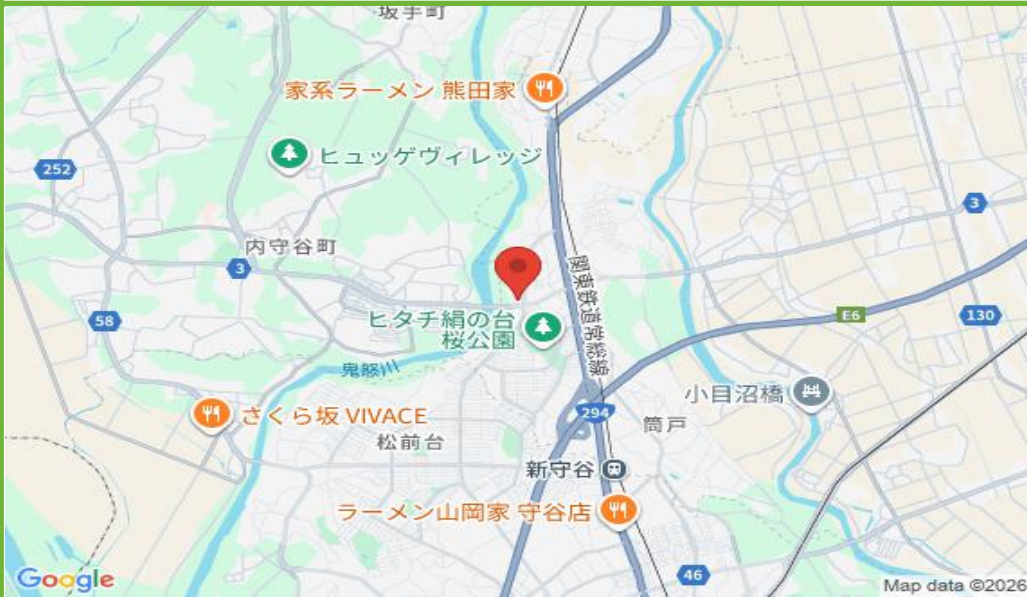 坂手町
家系ラーメン 熊田家
ヒュッゲヴィレッジ
252
3
内守谷町
3
関東鉄道常総線
58
ヒタチ絹の台
桜公園
E6
130
鬼怒川
小目沼橋
さくら坂 VIVACE
294
筒戸
松前台
新守谷
ラーメン山岡家 守谷店
46
Google
Map data ©2026